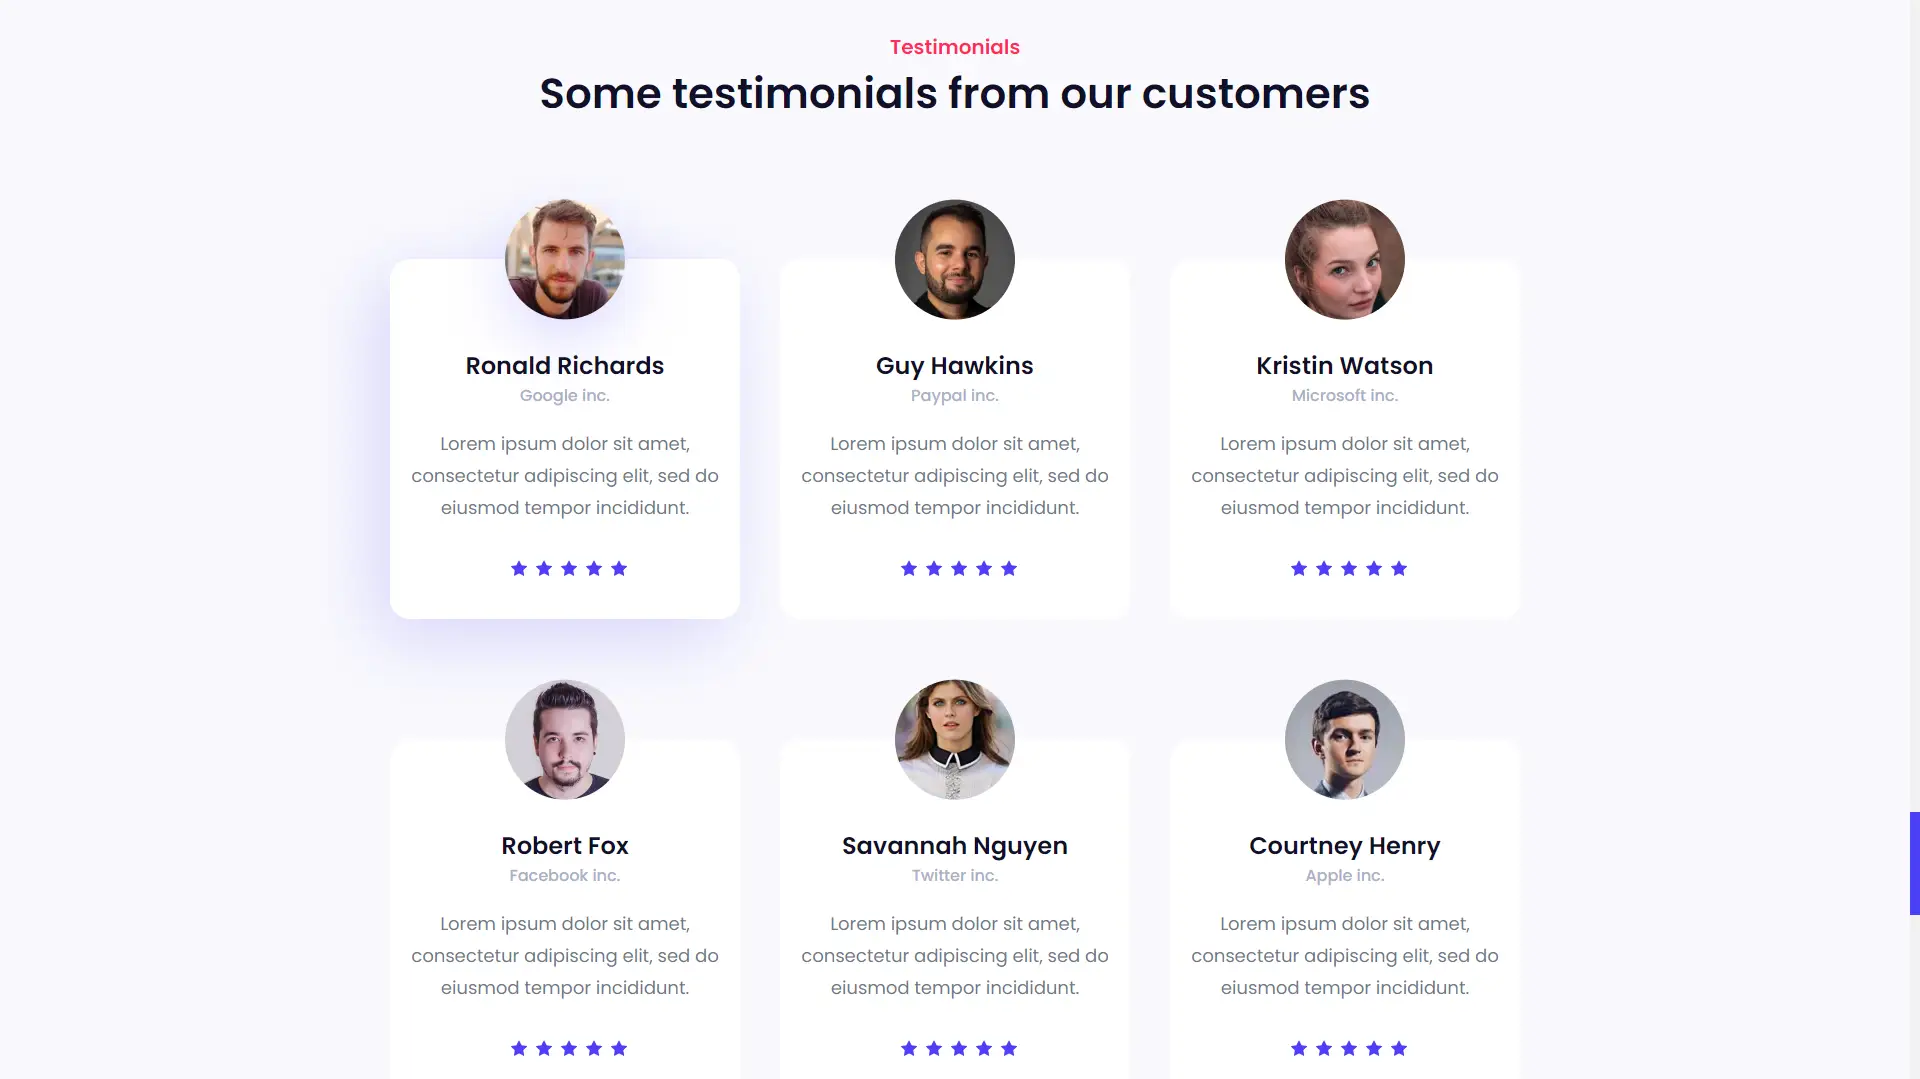 Testimonials
Some testimonials from our customers
Ronald Richards
Google inc.
Lorem ipsum dolor sit amet,
consectetur adipiscing elit, sed do
eiusmod tempor incididunt.
Guy Hawkins
Paypal inc.
Lorem ipsum dolor sit amet,
consectetur adipiscing elit, sed do
eiusmod tempor incididunt.
Kristin Watson
Microsoft inc.
Lorem ipsum dolor sit amet,
consectetur adipiscing elit, sed do
eiusmod tempor incididunt.
Robert Fox
Facebook inc.
Lorem ipsum dolor sit amet,
consectetur adipiscing elit, sed do
eiusmod tempor incididunt.
Savannah Nguyen
Twitter inc.
Lorem ipsum dolor sit amet,
consectetur adipiscing elit, sed do
eiusmod tempor incididunt.
Courtney Henry
Apple inc.
Lorem ipsum dolor sit amet,
consectetur adipiscing elit, sed do
eiusmod tempor incididunt.